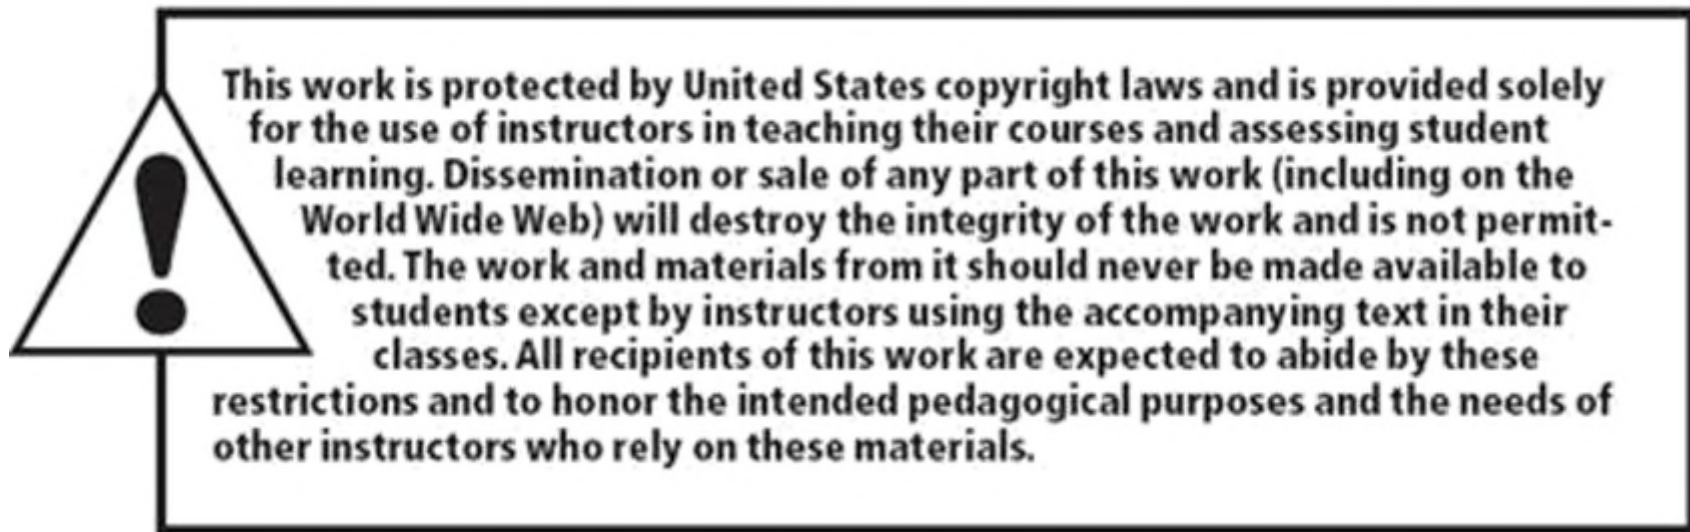 This work is protected by United States copyright laws and is provided solely
for the use of instructors in teaching their courses and assessing student
learning. Dissemination or sale of any part of this work (including on the
World Wide Web) will destroy the integrity of the work and is not permit-
ted. The work and materials from it should never be made available to
students except by instructors using the accompanying text in their
classes. All recipients of this work are expected to abide by these
restrictions and to honor the intended pedagogical purposes and the needs of
other instructors who rely on these materials.